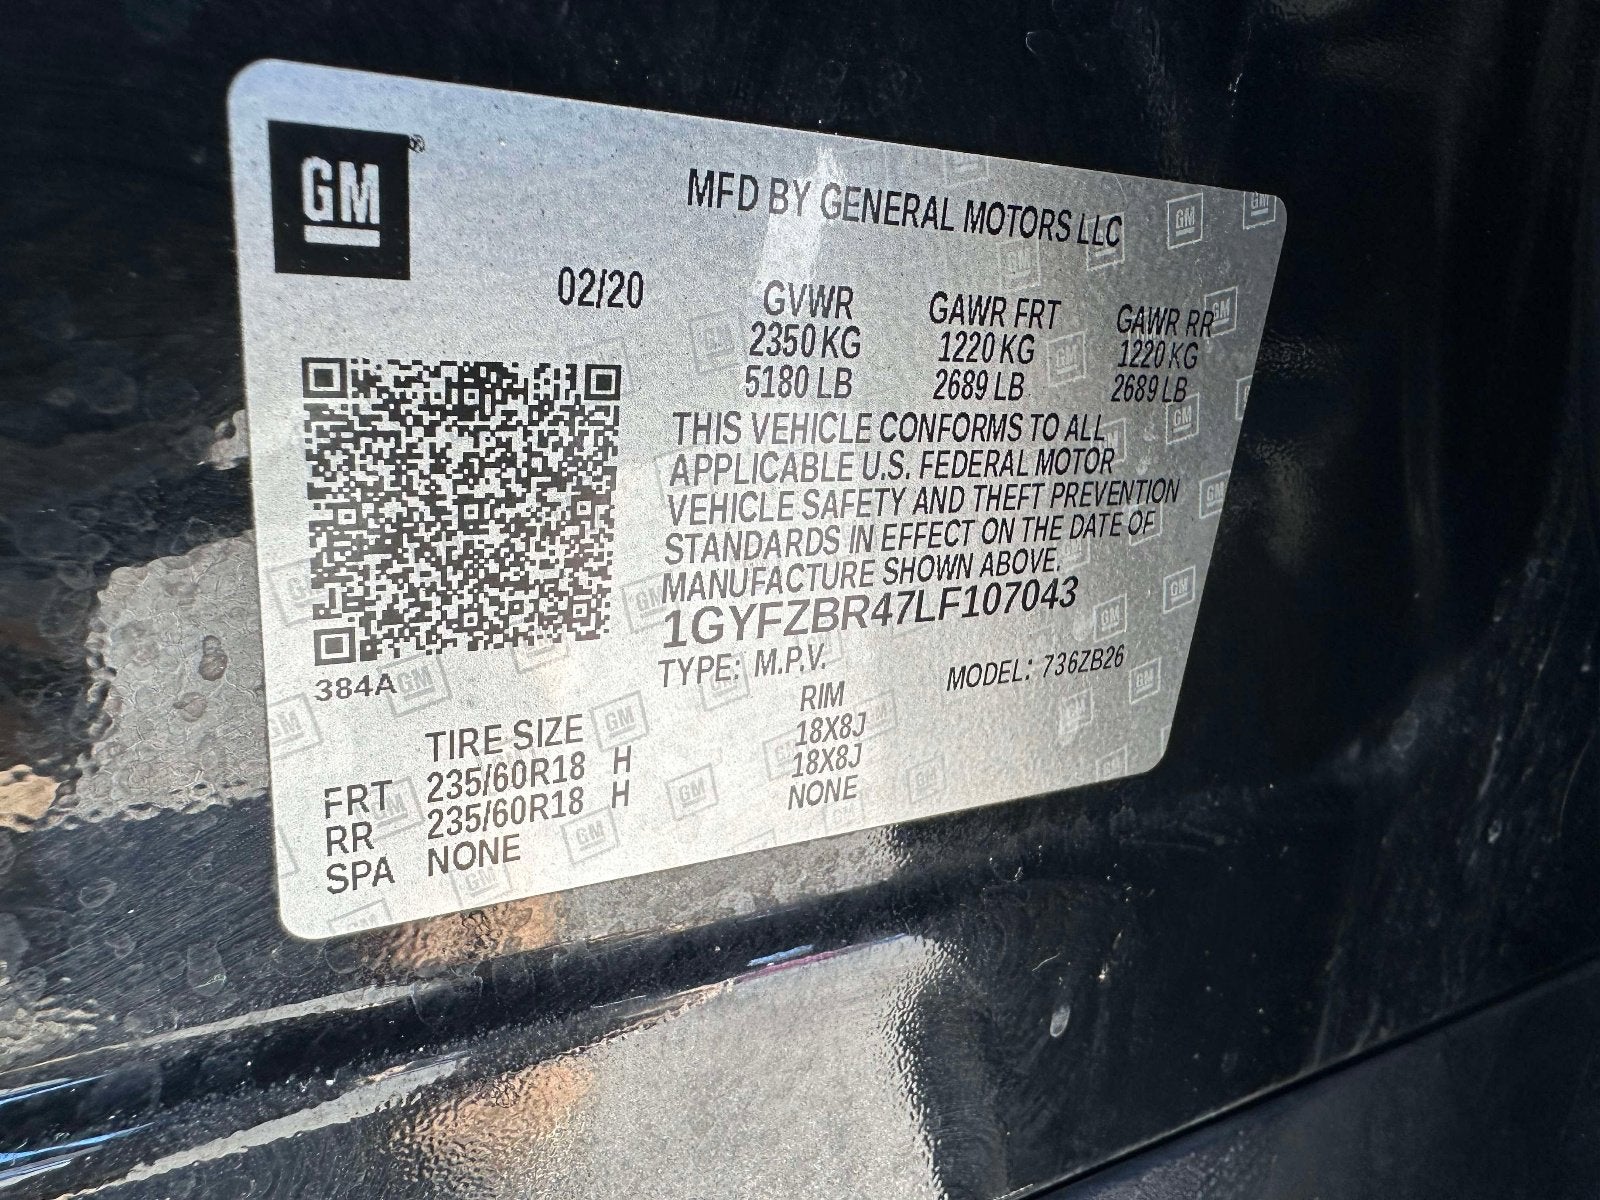 GM
MFD BY GENERAL MOTORS LLC
02/20
GVWR GAWR FRT GAWR RR
2350 KG 1220 KG 1220 KG
5180 LB 2689 LB 2689 LB
THIS VEHICLE CONFORMS TO ALL
APPLICABLE U.S. FEDERAL MOTOR
VEHICLE SAFETY AND THEFT PREVENTION
STANDARDS IN EFFECT ON THE DATE OF
MANUFACTURE SHOWN ABOVE.
1GYFZBR47LF107043
TYPE: M.P.V. MODEL: 736ZB26
384A
TIRE SIZE RIM
FRT 235/60R18 H 18X8J
RR 235/60R18 H 18X8J
SPA NONE NONE